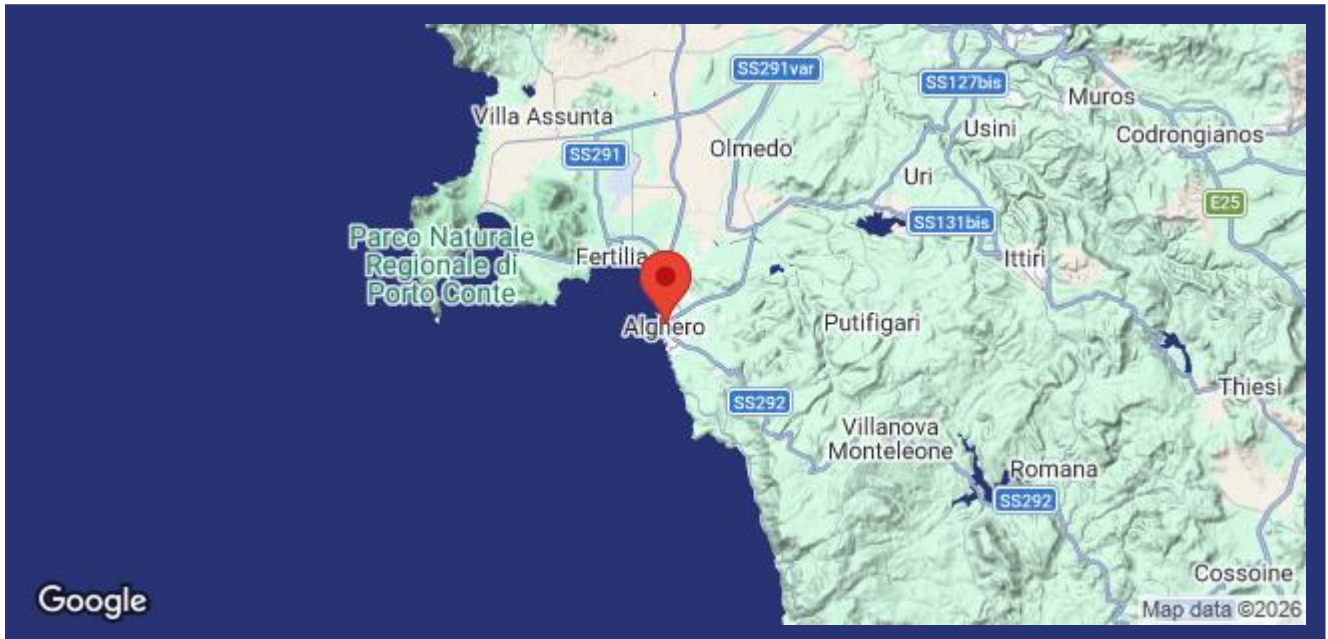 SS291var
SS127bis
Muros
Villa Assunta
Usini
Codrongianos
SS291
Olmedo
Uri
E25
SS131bis
Parco Naturale
Regionale di
Porto Conte
Fertilia
Ittiri
Alghero
Putifigari
Thiesi
SS292
Villanova
Monteleone
Romana
SS292
Cossoine
Google
Map data ©2026